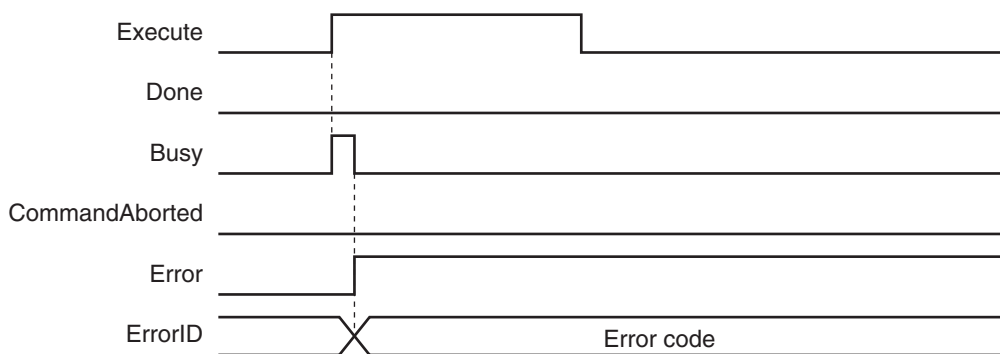 Execute
Done
Busy
CommandAborted
Error
ErrorID
Error code